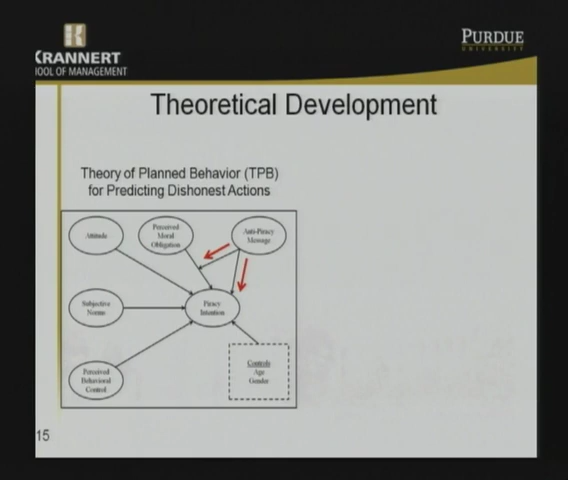 KRANNERT
OOL OF MANAGEMENT
PURDUE
UNIVERSITY
Theoretical Development
Theory of Planned Behavior (TPB)
for Predicting Dishonest Actions
Attitude
Perceived
Moral
Obligation
Anti-Piracy
Message
Subjective
Norms
Piracy
Intention
Perceived
Behavioral
Control
Controls
Age
Gender
15